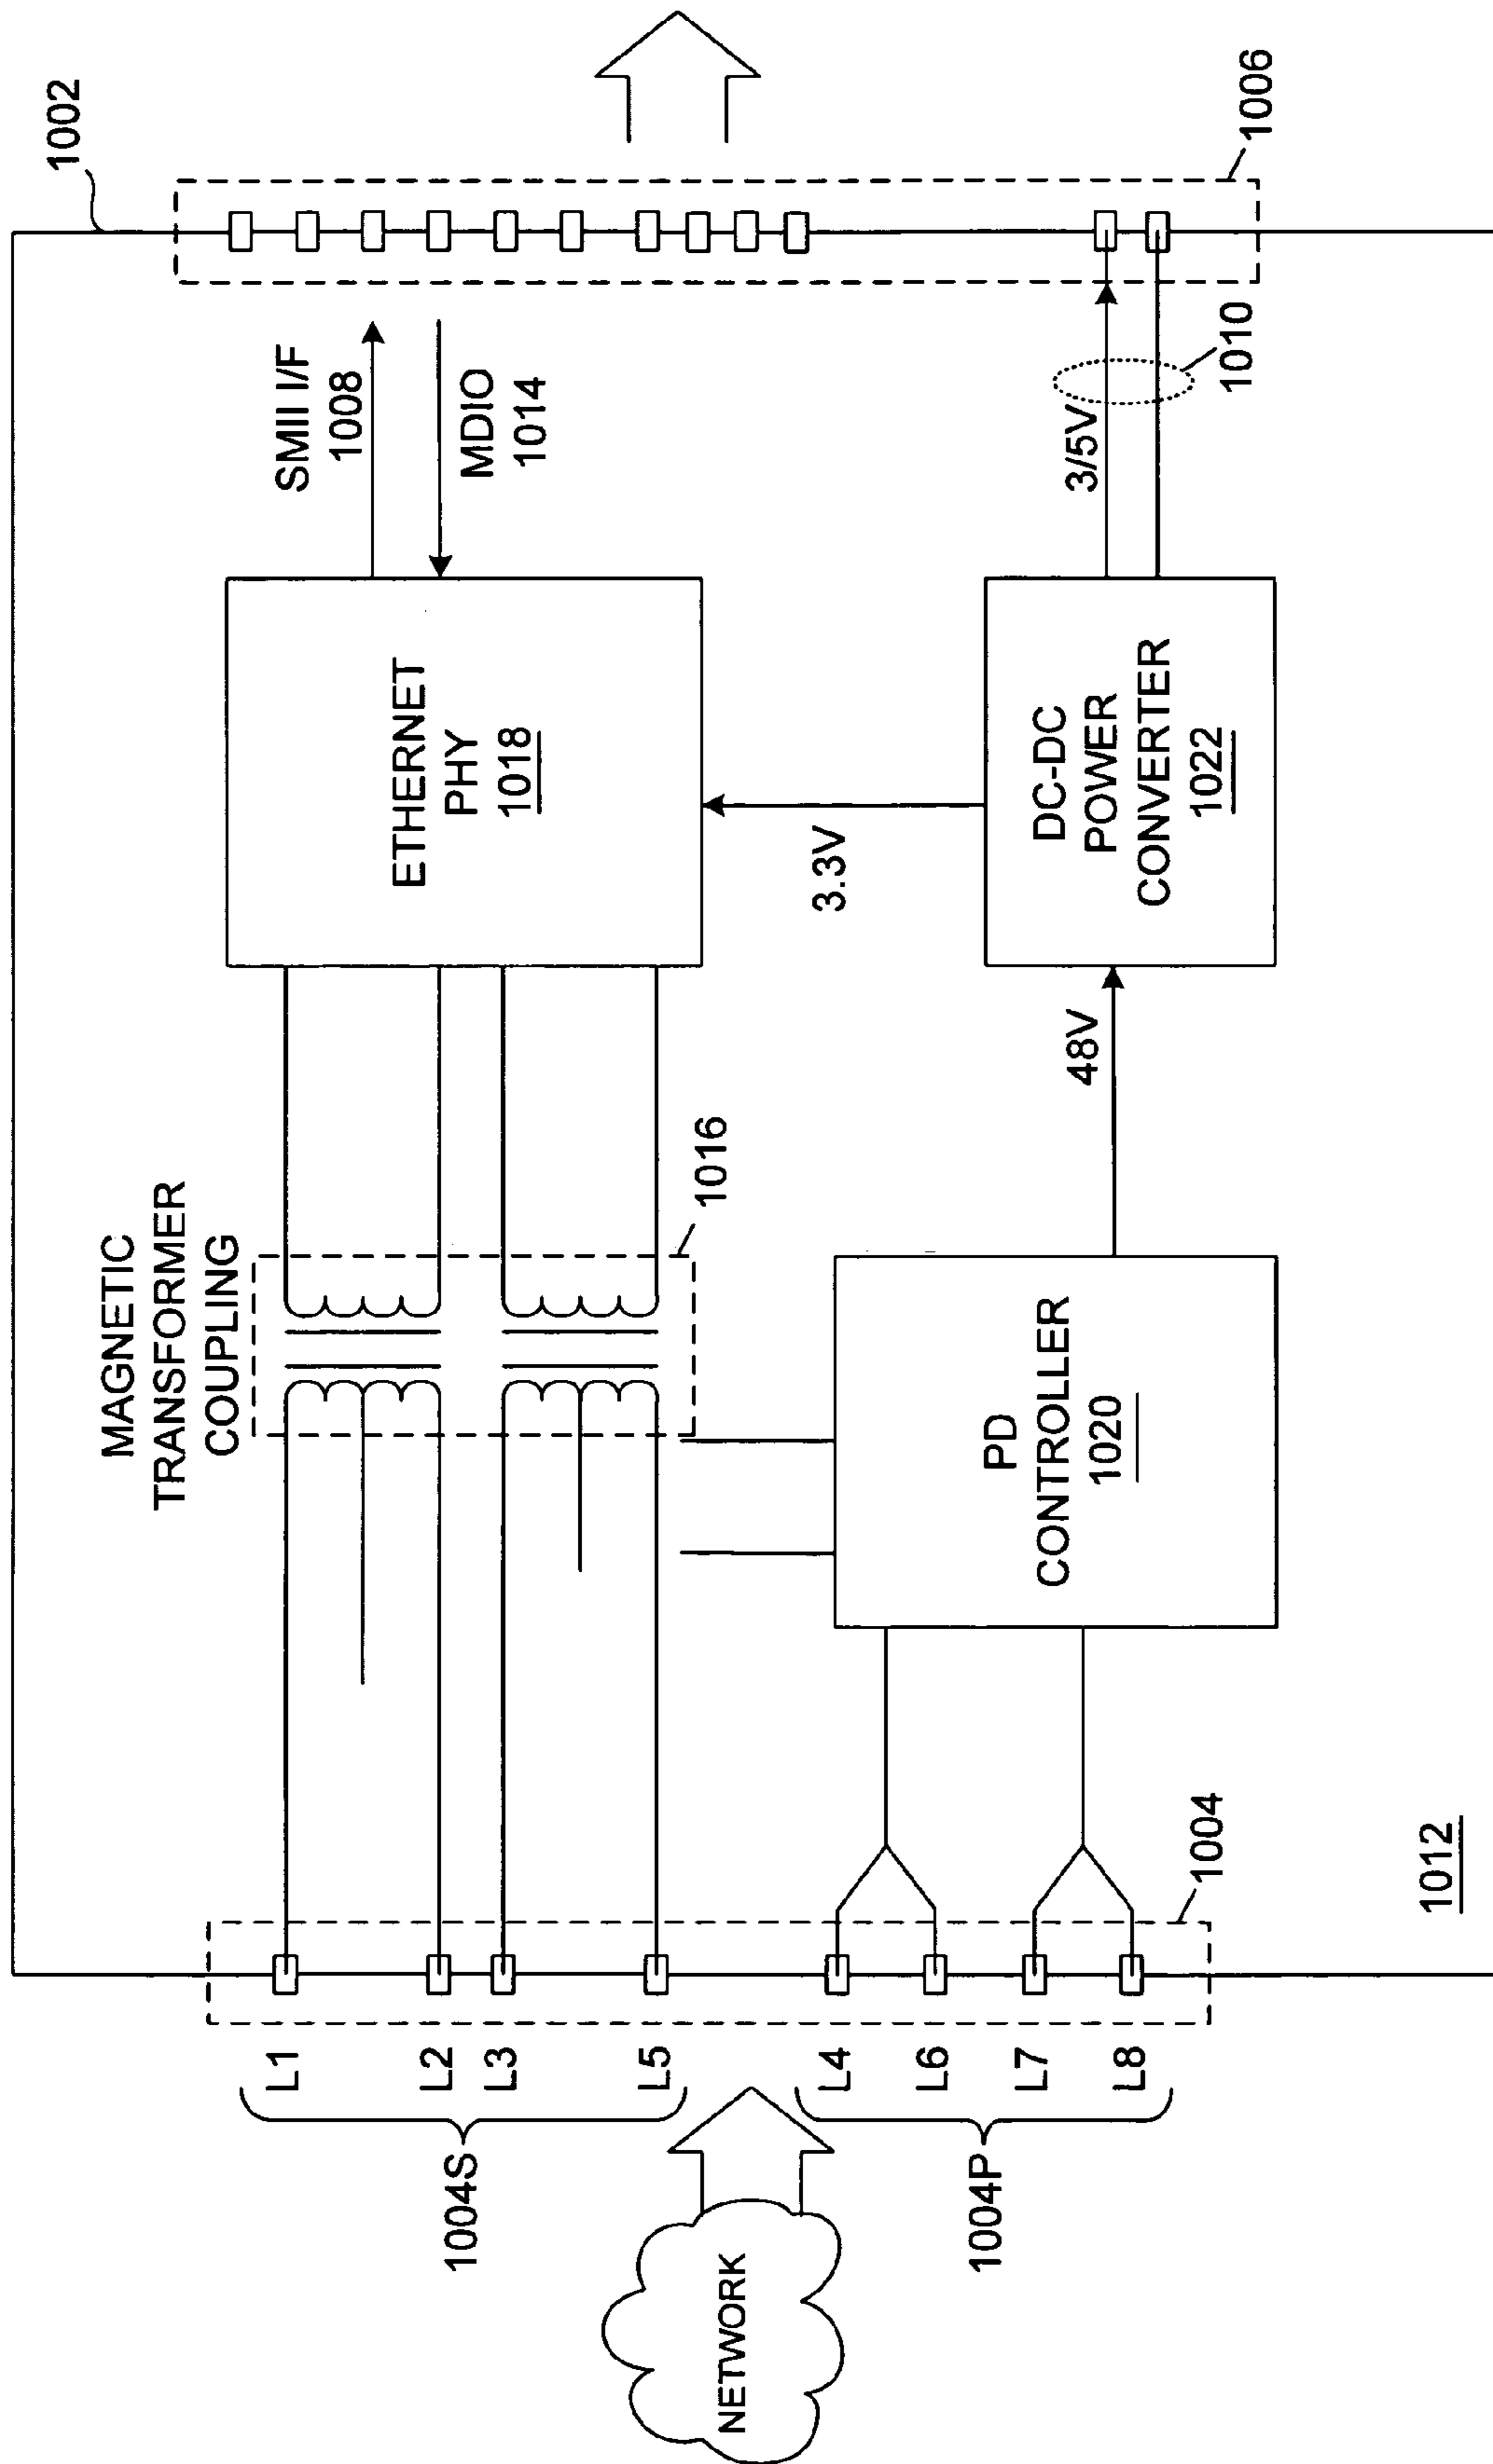 1002
MAGNETIC
TRANSFORMER
COUPLING
SMII I/F
1008
MDIO
1014
ETHERNET
PHY
1018
1016
1004S
L1
L2
L3
L5
NETWORK
3.3V
1004P
L4
L6
L7
L8
PD
CONTROLLER
1020
48V
DC-DC
POWER
CONVERTER
1022
3/5V
1010
1006
1004
1012